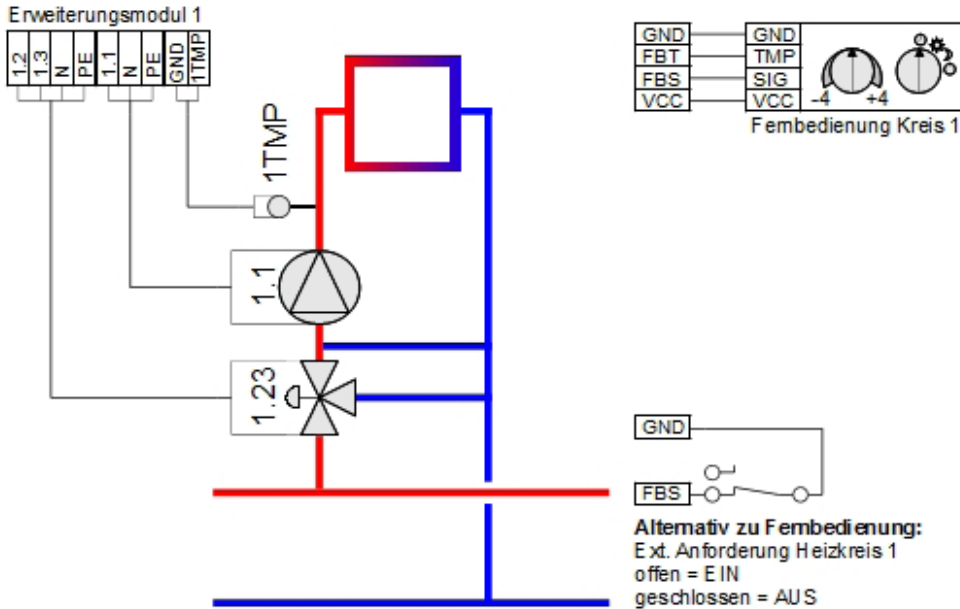 Erweiterungsmodul 1
1.2 1.3 N PE 1.1 N PE GND 1TMP
1TMP
1.1
1.23
GND GND
FBT TMP
FBS SIG
VCC VCC
-4 +4
Fernbedienung Kreis 1
GND
FBS
Alternativ zu Fernbedienung:
Ext. Anforderung Heizkreis 1
offen = EIN
geschlossen = AUS